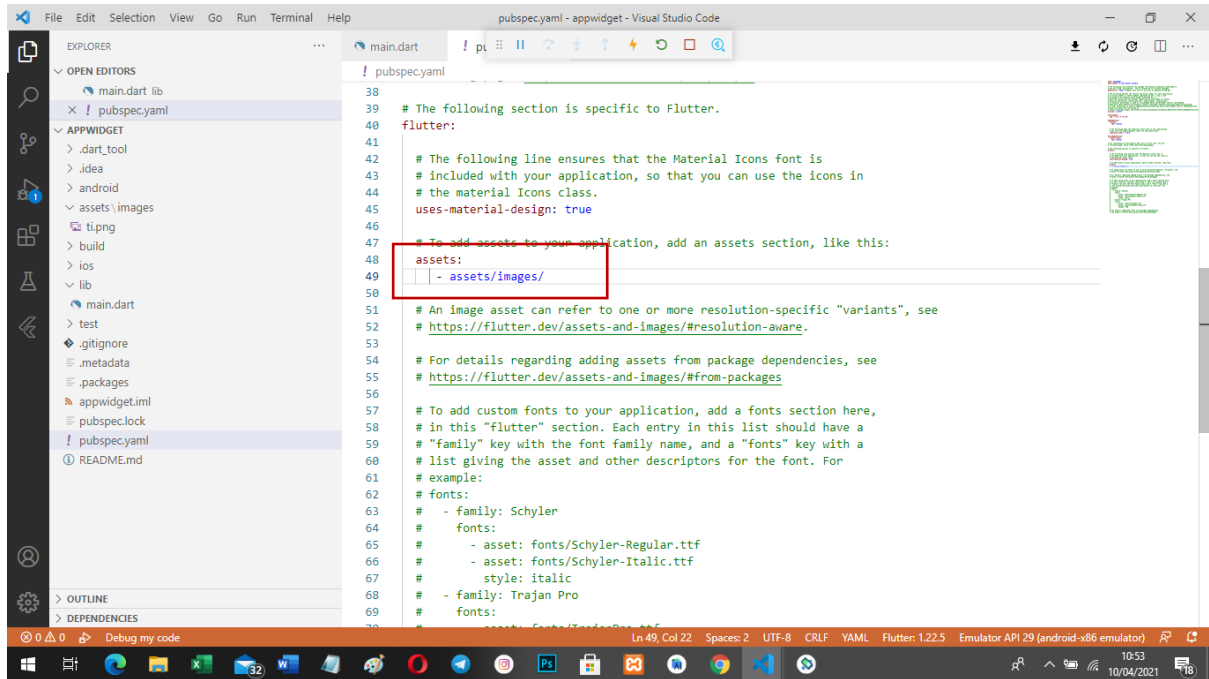 File Edit Selection View Go Run Terminal Help
pubspec.yaml - appwidget - Visual Studio Code
EXPLORER
OPEN EDITORS
main.dart lib
! pubspec.yaml
APPWIDGET
.dart_tool
.idea
android
assets\images
ti.png
build
ios
lib
main.dart
test
.gitignore
.metadata
.packages
appwidget.iml
pubspec.lock
! pubspec.yaml
README.md
OUTLINE
DEPENDENCIES
main.dart
! pubspec.yaml
38
39 # The following section is specific to Flutter.
40 flutter:
41
42 # The following line ensures that the Material Icons font is
43 # included with your application, so that you can use the icons in
44 # the material Icons class.
45 uses-material-design: true
46
47 # To add assets to your application, add an assets section, like this:
48 assets:
49 - assets/images/
50
51 # An image asset can refer to one or more resolution-specific "variants", see
52 # https://flutter.dev/assets-and-images/#resolution-aware.
53
54 # For details regarding adding assets from package dependencies, see
55 # https://flutter.dev/assets-and-images/#from-packages
56
57 # To add custom fonts to your application, add a fonts section here,
58 # in this "flutter" section. Each entry in this list should have a
59 # "family" key with the font family name, and a "fonts" key with a
60 # list giving the asset and other descriptors for the font. For
61 # example:
62 # fonts:
63 # - family: Schyler
64 # fonts:
65 # - asset: fonts/Schyler-Regular.ttf
66 # - asset: fonts/Schyler-Italic.ttf
67 # style: italic
68 # - family: Trajan Pro
69 # fonts:
0 0 Debug my code
Ln 49, Col 22 Spaces: 2 UTF-8 CRLF YAML Flutter: 1.22.5 Emulator API 29 (android-x86 emulator)
32
Ps
10:53
10/04/2021
18